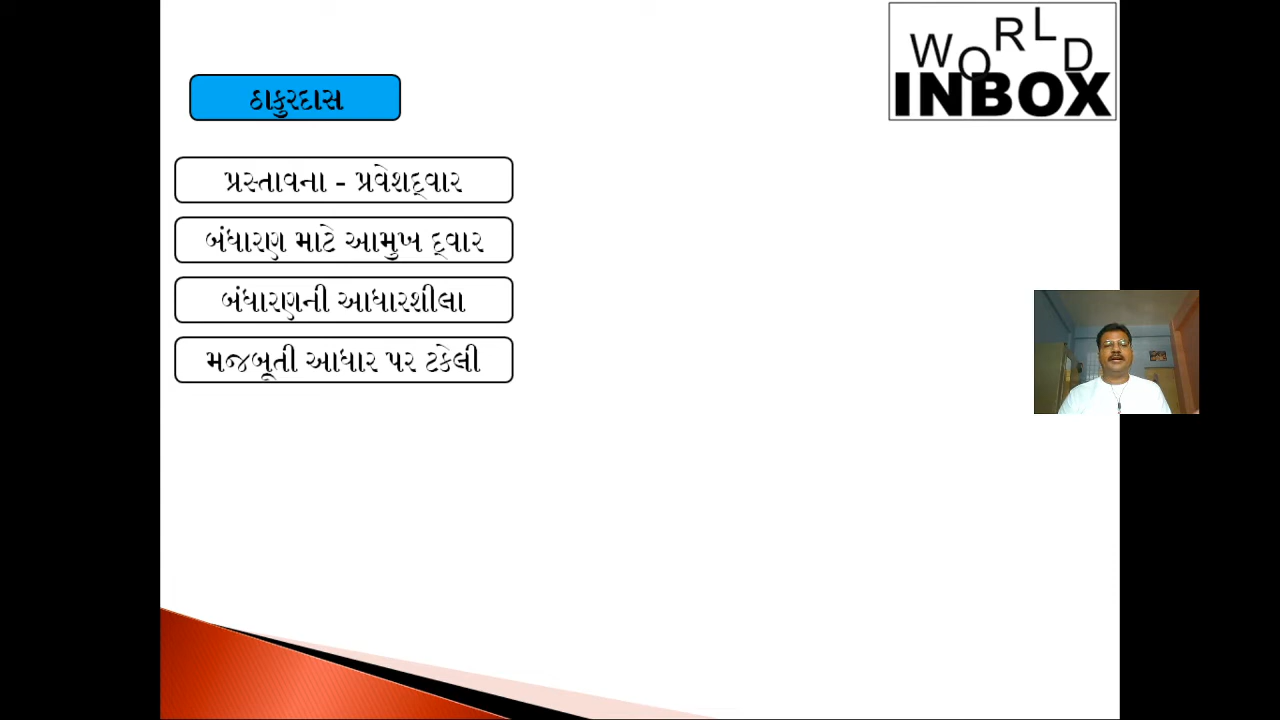 WORLD
INBOX
ઠાકુરદાસ
પ્રસ્તાવના - પ્રવેશદ્વાર
બંધારણ માટે આમુખ દ્વાર
બંધારણની આધારશીલા
મજબૂતી આધાર પર ટકેલી